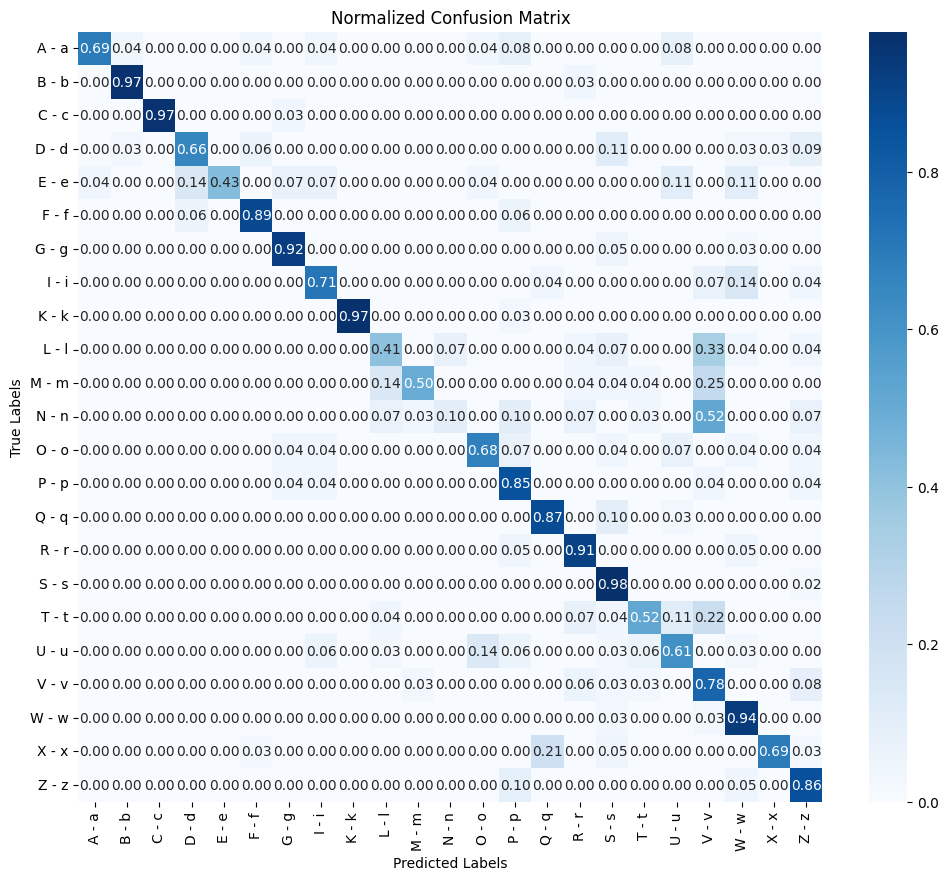 Normalized Confusion Matrix
A - a 0.69 0.04 0.00 0.00 0.00 0.04 0.00 0.04 0.00 0.00 0.00 0.00 0.04 0.08 0.00 0.00 0.00 0.00 0.08 0.00 0.00 0.00 0.00
B - b 0.00 0.97 0.00 0.00 0.00 0.00 0.00 0.00 0.00 0.00 0.00 0.00 0.00 0.00 0.00 0.03 0.00 0.00 0.00 0.00 0.00 0.00 0.00
C - c 0.00 0.00 0.97 0.00 0.00 0.00 0.03 0.00 0.00 0.00 0.00 0.00 0.00 0.00 0.00 0.00 0.00 0.00 0.00 0.00 0.00 0.00 0.00
D - d 0.00 0.03 0.00 0.66 0.00 0.06 0.00 0.00 0.00 0.00 0.00 0.00 0.00 0.00 0.00 0.00 0.11 0.00 0.00 0.00 0.03 0.03 0.09
E - e 0.04 0.00 0.00 0.14 0.43 0.00 0.07 0.07 0.00 0.00 0.00 0.00 0.04 0.00 0.00 0.00 0.00 0.00 0.11 0.00 0.11 0.00 0.00
F - f 0.00 0.00 0.00 0.06 0.00 0.89 0.00 0.00 0.00 0.00 0.00 0.00 0.00 0.06 0.00 0.00 0.00 0.00 0.00 0.00 0.00 0.00 0.00
G - g 0.00 0.00 0.00 0.00 0.00 0.00 0.92 0.00 0.00 0.00 0.00 0.00 0.00 0.00 0.00 0.00 0.05 0.00 0.00 0.00 0.03 0.00 0.00
I - i 0.00 0.00 0.00 0.00 0.00 0.00 0.00 0.71 0.00 0.00 0.00 0.00 0.00 0.00 0.04 0.00 0.00 0.00 0.00 0.07 0.14 0.00 0.04
K - k 0.00 0.00 0.00 0.00 0.00 0.00 0.00 0.00 0.97 0.00 0.00 0.00 0.00 0.03 0.00 0.00 0.00 0.00 0.00 0.00 0.00 0.00 0.00
L - l 0.00 0.00 0.00 0.00 0.00 0.00 0.00 0.00 0.00 0.41 0.00 0.07 0.00 0.00 0.00 0.04 0.07 0.00 0.00 0.33 0.04 0.00 0.04
M - m 0.00 0.00 0.00 0.00 0.00 0.00 0.00 0.00 0.00 0.14 0.50 0.00 0.00 0.00 0.00 0.04 0.04 0.04 0.00 0.25 0.00 0.00 0.00
N - n 0.00 0.00 0.00 0.00 0.00 0.00 0.00 0.00 0.00 0.07 0.03 0.10 0.00 0.10 0.00 0.07 0.00 0.03 0.00 0.52 0.00 0.00 0.07
O - o 0.00 0.00 0.00 0.00 0.00 0.00 0.04 0.04 0.00 0.00 0.00 0.00 0.68 0.07 0.00 0.00 0.04 0.00 0.07 0.00 0.04 0.00 0.04
P - p 0.00 0.00 0.00 0.00 0.00 0.00 0.04 0.04 0.00 0.00 0.00 0.00 0.00 0.85 0.00 0.00 0.00 0.00 0.00 0.04 0.00 0.00 0.04
Q - q 0.00 0.00 0.00 0.00 0.00 0.00 0.00 0.00 0.00 0.00 0.00 0.00 0.00 0.00 0.87 0.00 0.10 0.00 0.03 0.00 0.00 0.00 0.00
R - r 0.00 0.00 0.00 0.00 0.00 0.00 0.00 0.00 0.00 0.00 0.00 0.00 0.00 0.05 0.00 0.91 0.00 0.00 0.00 0.00 0.05 0.00 0.00
S - s 0.00 0.00 0.00 0.00 0.00 0.00 0.00 0.00 0.00 0.00 0.00 0.00 0.00 0.00 0.00 0.00 0.98 0.00 0.00 0.00 0.00 0.00 0.02
T - t 0.00 0.00 0.00 0.00 0.00 0.00 0.00 0.00 0.00 0.04 0.00 0.00 0.00 0.00 0.00 0.07 0.04 0.52 0.11 0.22 0.00 0.00 0.00
U - u 0.00 0.00 0.00 0.00 0.00 0.00 0.00 0.06 0.00 0.03 0.00 0.00 0.14 0.06 0.00 0.00 0.03 0.06 0.61 0.00 0.03 0.00 0.00
V - v 0.00 0.00 0.00 0.00 0.00 0.00 0.00 0.00 0.00 0.00 0.03 0.00 0.00 0.00 0.00 0.06 0.03 0.03 0.00 0.78 0.00 0.00 0.08
W - w 0.00 0.00 0.00 0.00 0.00 0.00 0.00 0.00 0.00 0.00 0.00 0.00 0.00 0.00 0.00 0.00 0.03 0.00 0.00 0.03 0.94 0.00 0.00
X - x 0.00 0.00 0.00 0.00 0.00 0.03 0.00 0.00 0.00 0.00 0.00 0.00 0.00 0.00 0.21 0.00 0.05 0.00 0.00 0.00 0.00 0.69 0.03
Z - z 0.00 0.00 0.00 0.00 0.00 0.00 0.00 0.00 0.00 0.00 0.00 0.00 0.00 0.10 0.00 0.00 0.00 0.00 0.00 0.00 0.05 0.00 0.86
A - a B - b C - c D - d E - e F - f G - g I - i K - k L - l M - m N - n O - o P - p Q - q R - r S - s T - t U - u V - v W - w X - x Z - z
Predicted Labels
True Labels
0.8
0.6
0.4
0.2
0.0